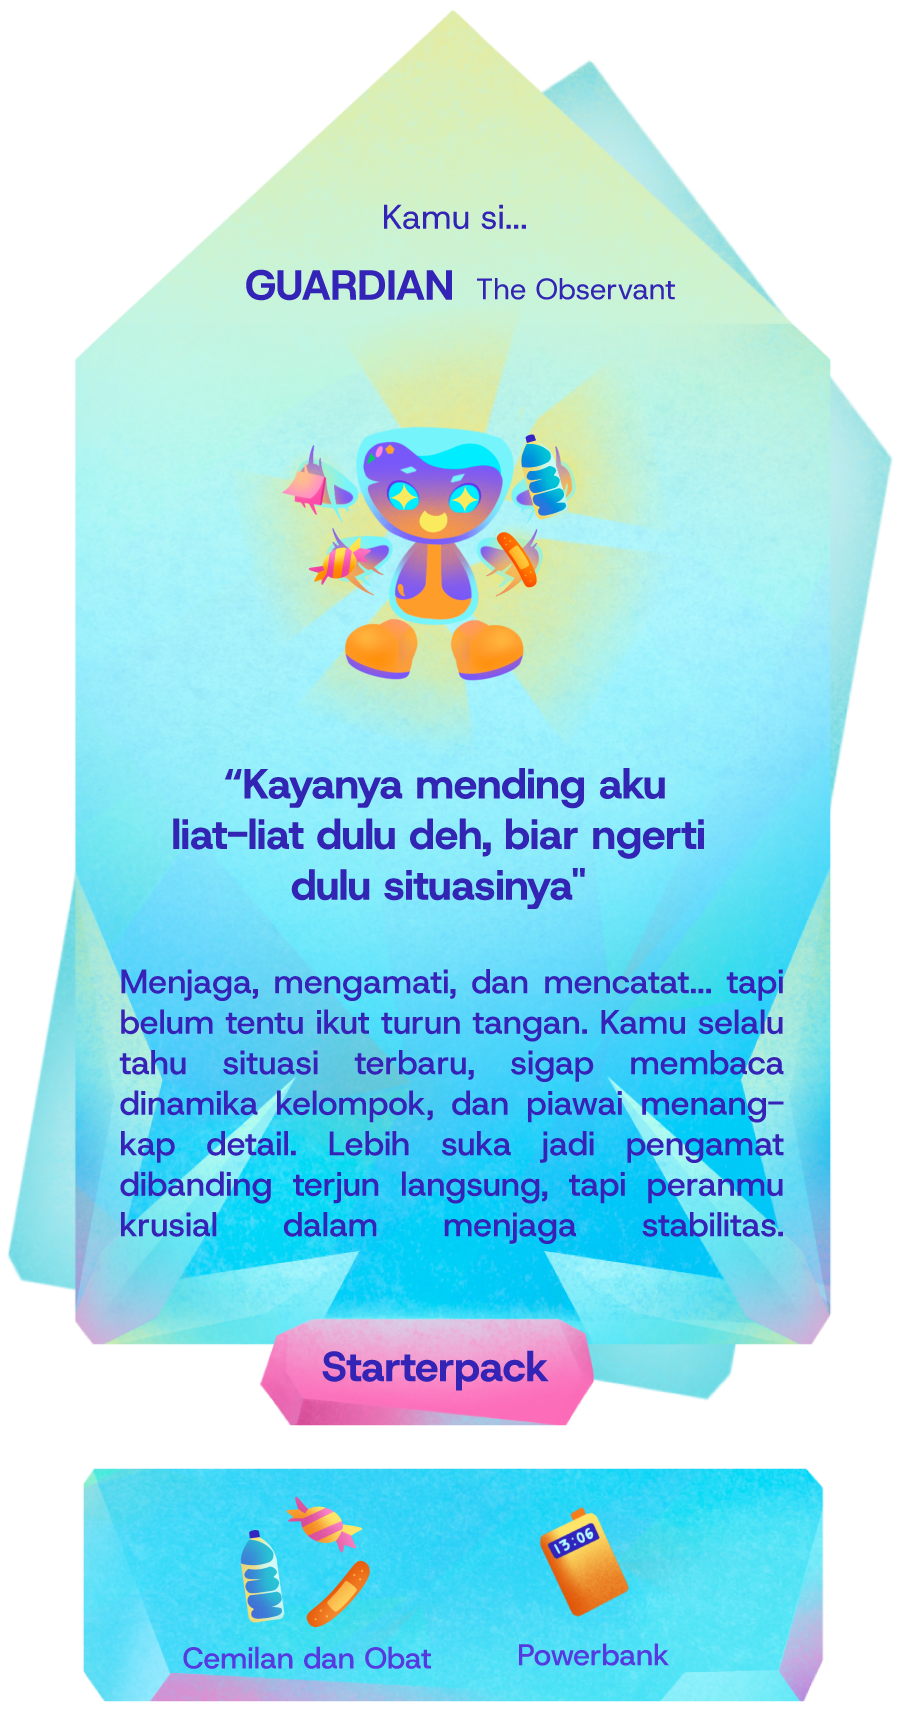 Kamu si...
GUARDIAN The Observant
“Kayanya mending aku
liat-liat dulu deh, biar ngerti
dulu situasinya"
Menjaga, mengamati, dan mencatat... tapi
belum tentu ikut turun tangan. Kamu selalu
tahu situasi terbaru, sigap membaca
dinamika kelompok, dan piawai menang-
kap detail. Lebih suka jadi pengamat
dibanding terjun langsung, tapi peranmu
krusial dalam menjaga stabilitas.
Starterpack
13:06
Cemilan dan Obat
Powerbank